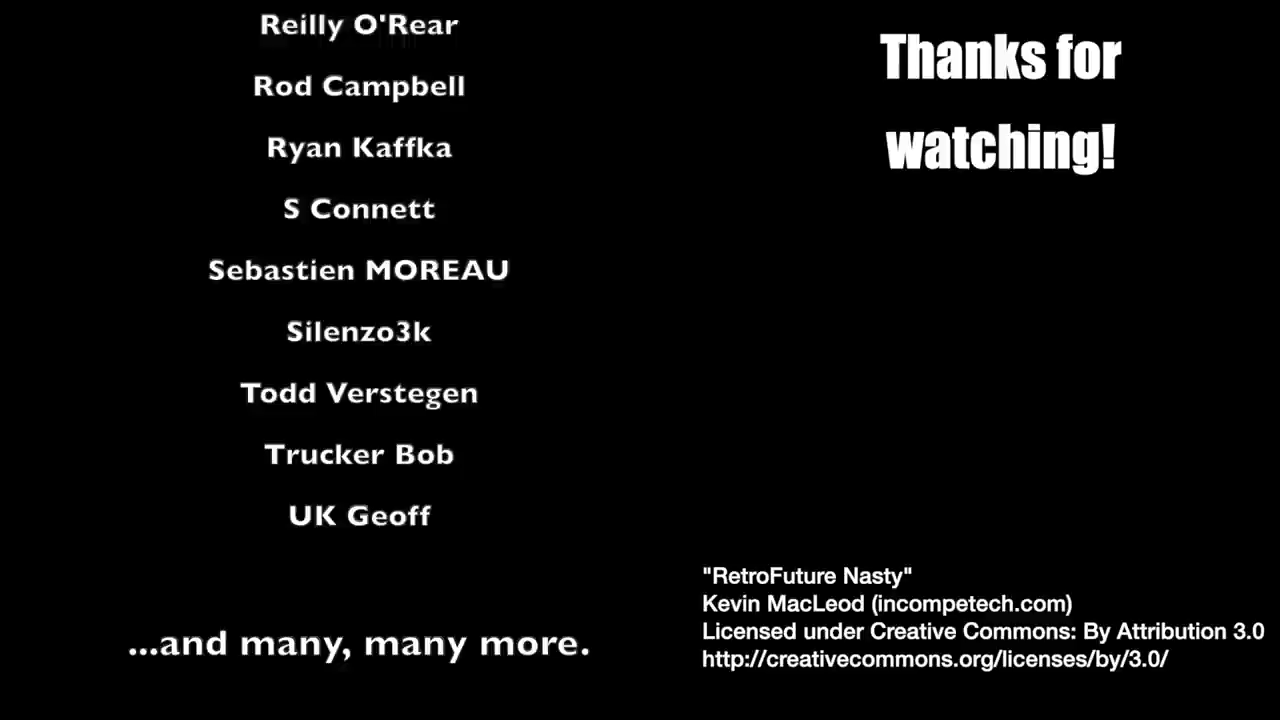 Reilly O'Rear
Rod Campbell
Ryan Kaffka
S Connett
Sebastien MOREAU
Silenzo3k
Todd Verstegen
Trucker Bob
UK Geoff
...and many, many more.
Thanks for
watching!
"RetroFuture Nasty"
Kevin MacLeod (incompetech.com)
Licensed under Creative Commons: By Attribution 3.0
http://creativecommons.org/licenses/by/3.0/